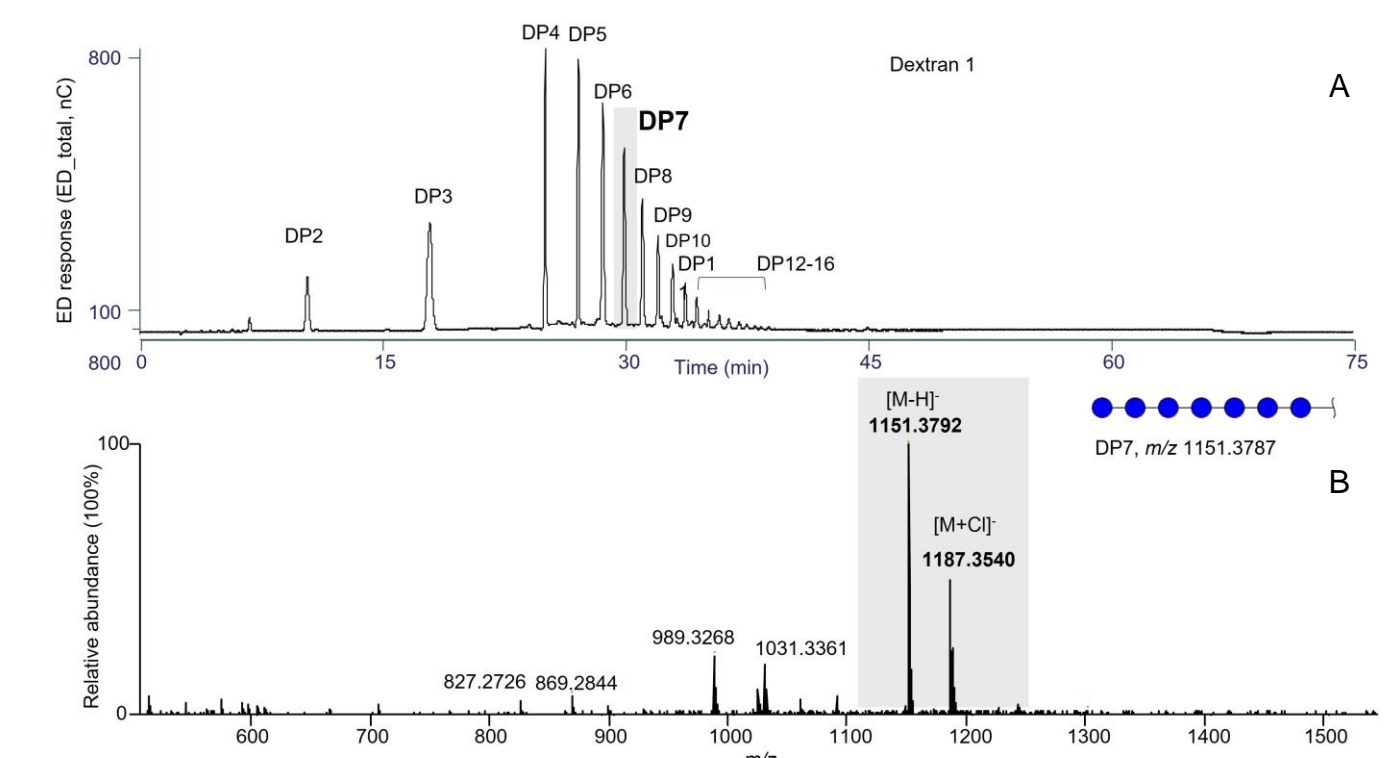 DP4 DP5
800
Dextran 1
A
DP6
DP7
ED response (ED_total, nC)
DP8
DP3
DP9
DP2
DP10
DP1
DP12-16
100
800
0 15 30 45 60 75
Time (min)
[M-H]-
1151.3792
DP7, m/z 1151.3787
100
B
Relative abundance (100%)
[M+Cl]-
1187.3540
989.3268
1031.3361
827.2726 869.2844
0
600 700 800 900 1000 1100 1200 1300 1400 1500
m/z